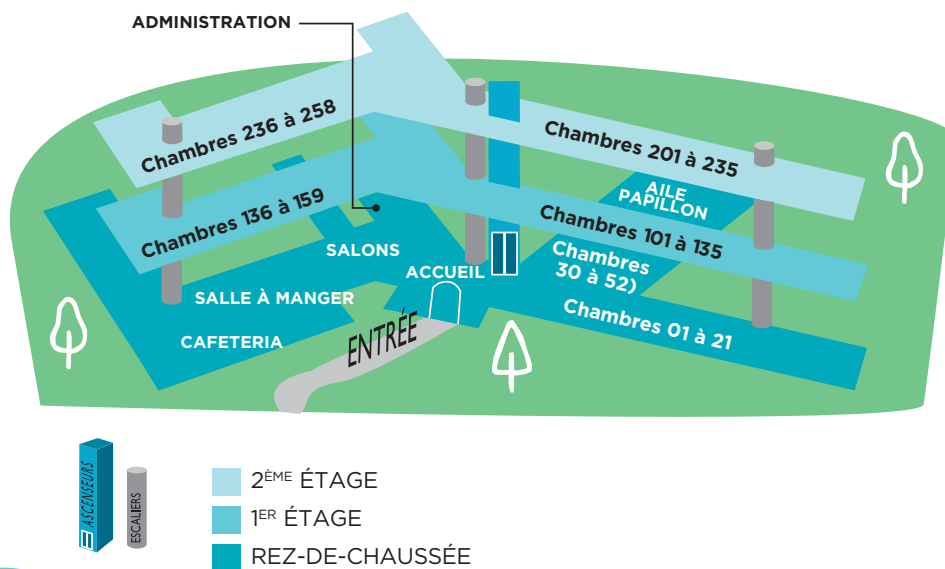 ADMINISTRATION
Chambres 236 à 258
Chambres 201 à 235
Chambres 136 à 159
AILE
PAPILLON
Chambres 101 à 135
SALONS
Chambres
30 à 52)
ACCUEIL
SALLE À MANGER
Chambres 01 à 21
CAFETERIA
ENTRÉE
ASCENSEURS
ESCALIERS
2ÈME ÉTAGE
1ER ÉTAGE
REZ-DE-CHAUSSÉE